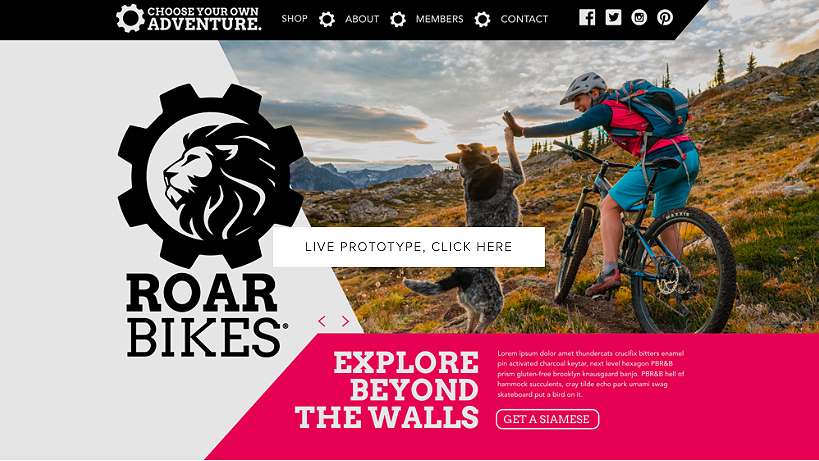 CHOOSE YOUR OWN
ADVENTURE.
SHOP ABOUT MEMBERS CONTACT
LIVE PROTOTYPE, CLICK HERE
ROAR
BIKES®
MAXXIS
EXPLORE
BEYOND
THE WALLS
Lorem ipsum dolor amet thundercats crucifix bitters enamel
pin activated charcoal keytar, next level hexagon PBR&B
prism gluten-free brooklyn knausgaard banjo. PBR&B hell of
hammock succulents, cray tilde echo park umami swag
skateboard put a bird on it.
GET A SIAMESE